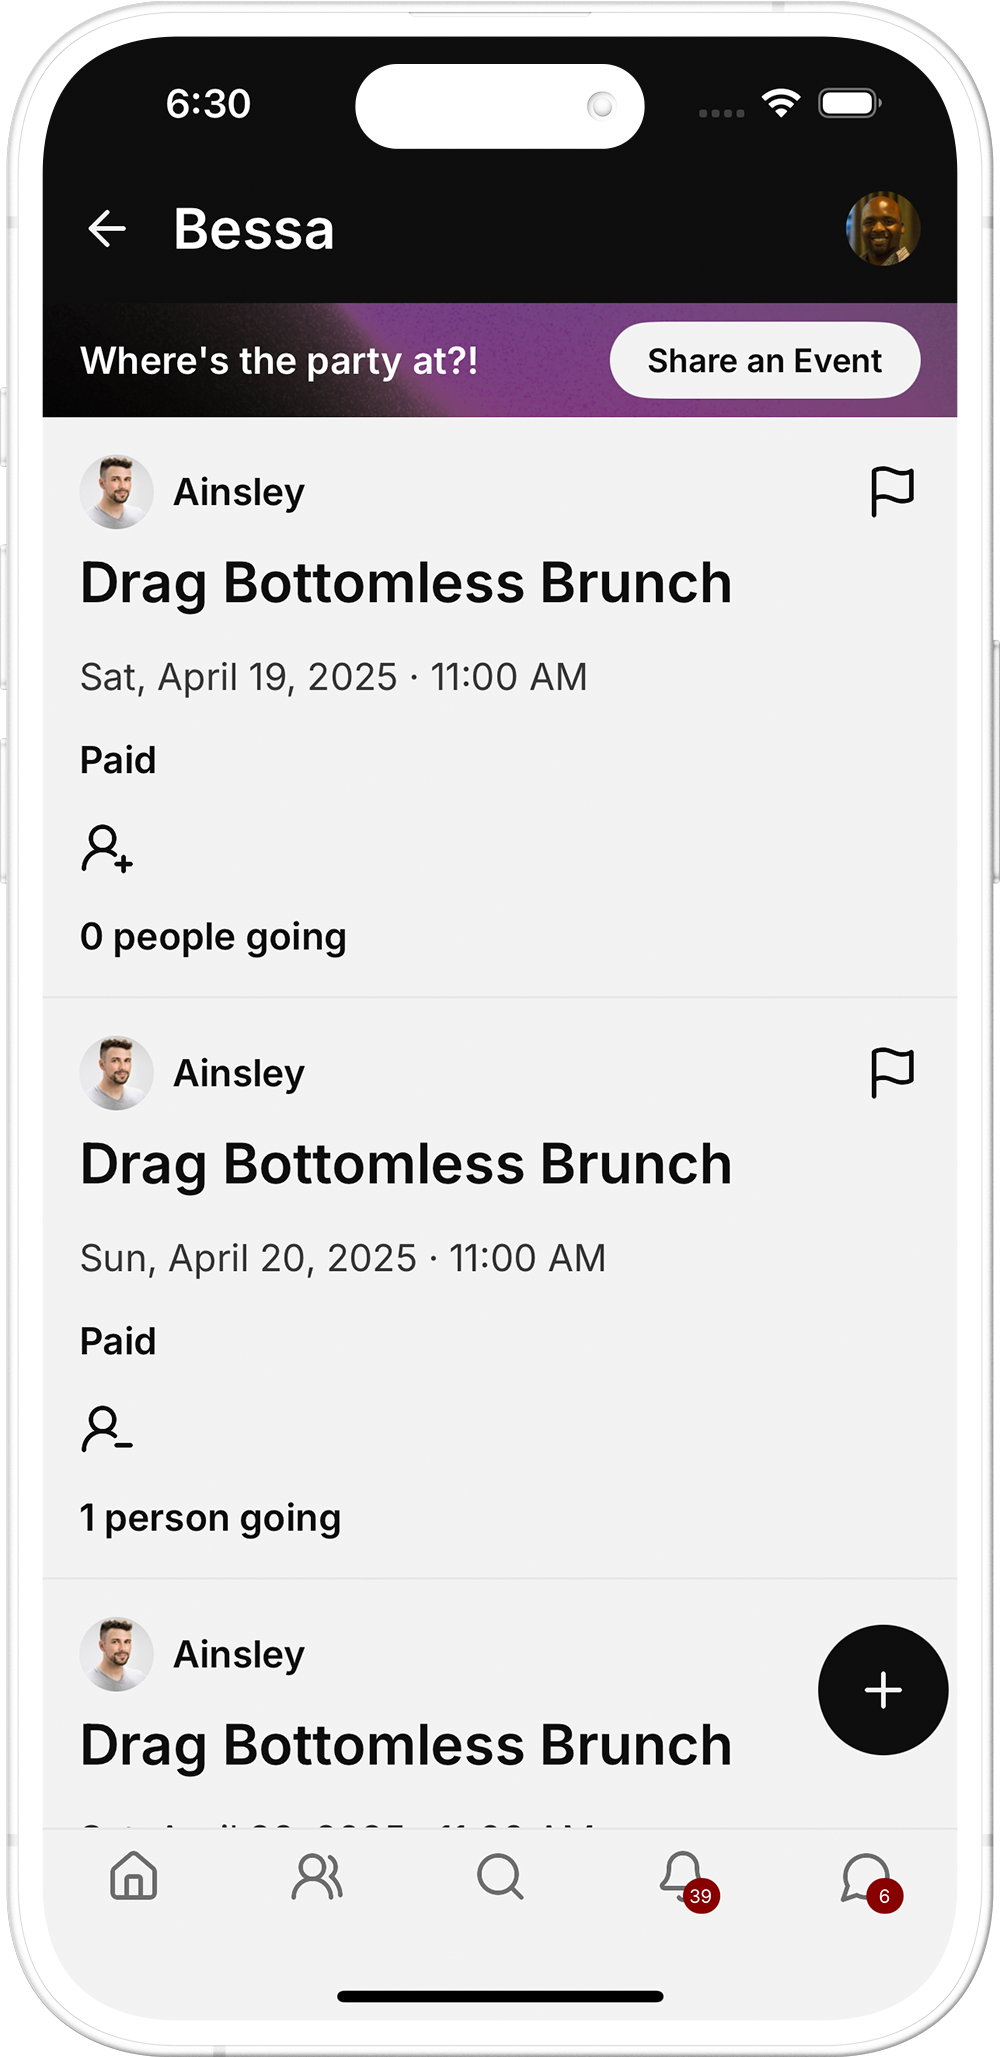 6:30
Bessa
Where's the party at?!
Share an Event
Ainsley
Drag Bottomless Brunch
Sat, April 19, 2025 · 11:00 AM
Paid
0 people going
Ainsley
Drag Bottomless Brunch
Sun, April 20, 2025 · 11:00 AM
Paid
1 person going
Ainsley
Drag Bottomless Brunch
39
6